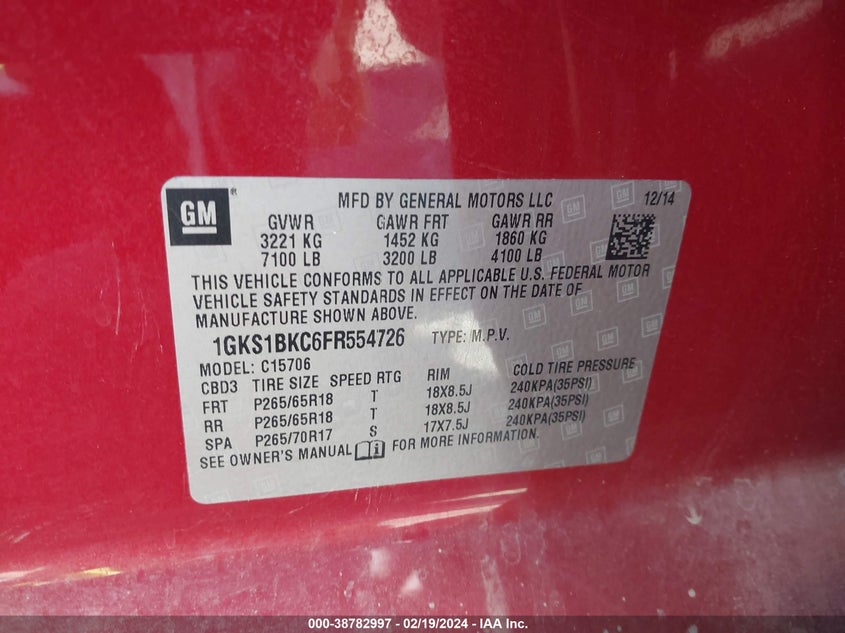 GM ® MFD BY GENERAL MOTORS LLC 12/14
GVWR GAWR FRT GAWR RR
3221 KG 1452 KG 1860 KG
7100 LB 3200 LB 4100 LB
THIS VEHICLE CONFORMS TO ALL APPLICABLE U.S. FEDERAL MOTOR
VEHICLE SAFETY STANDARDS IN EFFECT ON THE DATE OF
MANUFACTURE SHOWN ABOVE.
1GKS1BKC6FR554726 TYPE: M.P.V.
MODEL: C15706
CBD3 TIRE SIZE SPEED RTG RIM COLD TIRE PRESSURE
FRT P265/65R18 T 18X8.5J 240KPA(35PSI)
RR P265/65R18 T 18X8.5J 240KPA(35PSI)
SPA P265/70R17 S 17X7.5J 240KPA(35PSI)
SEE OWNER'S MANUAL FOR MORE INFORMATION.
000-38782997 - 02/19/2024 - IAA Inc.